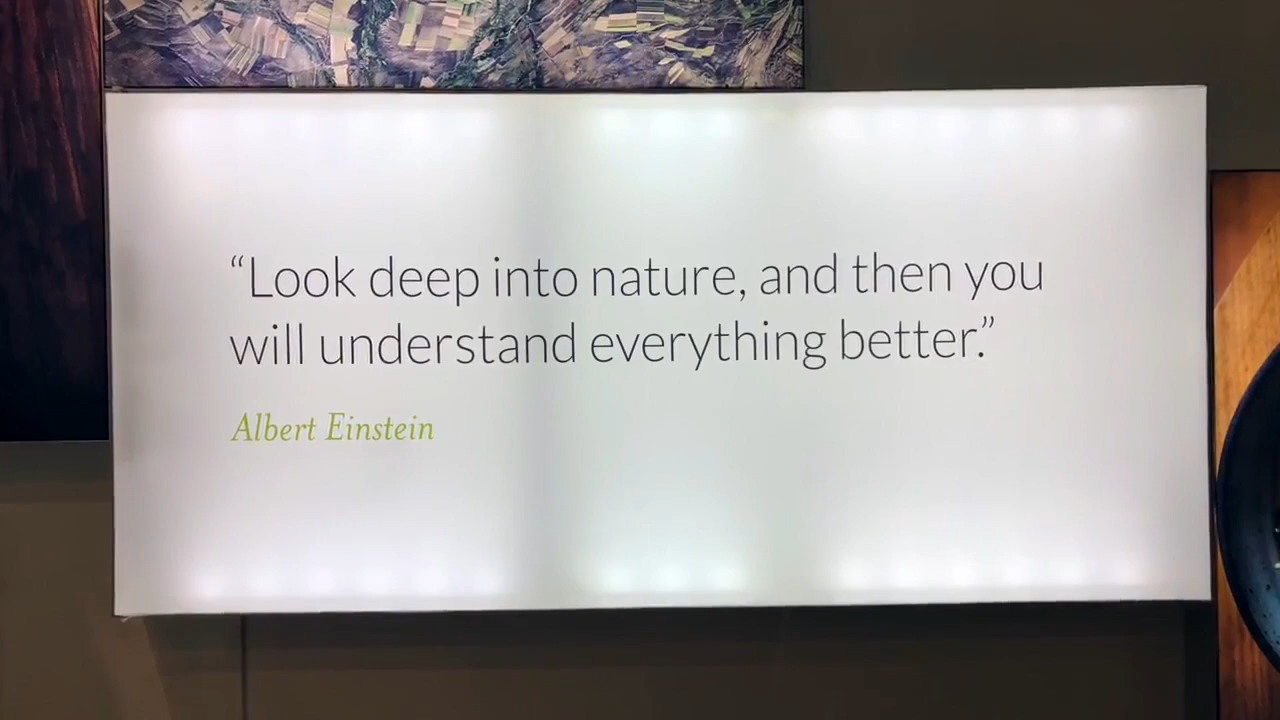 “Look deep into nature, and then you
will understand everything better.”
Albert Einstein